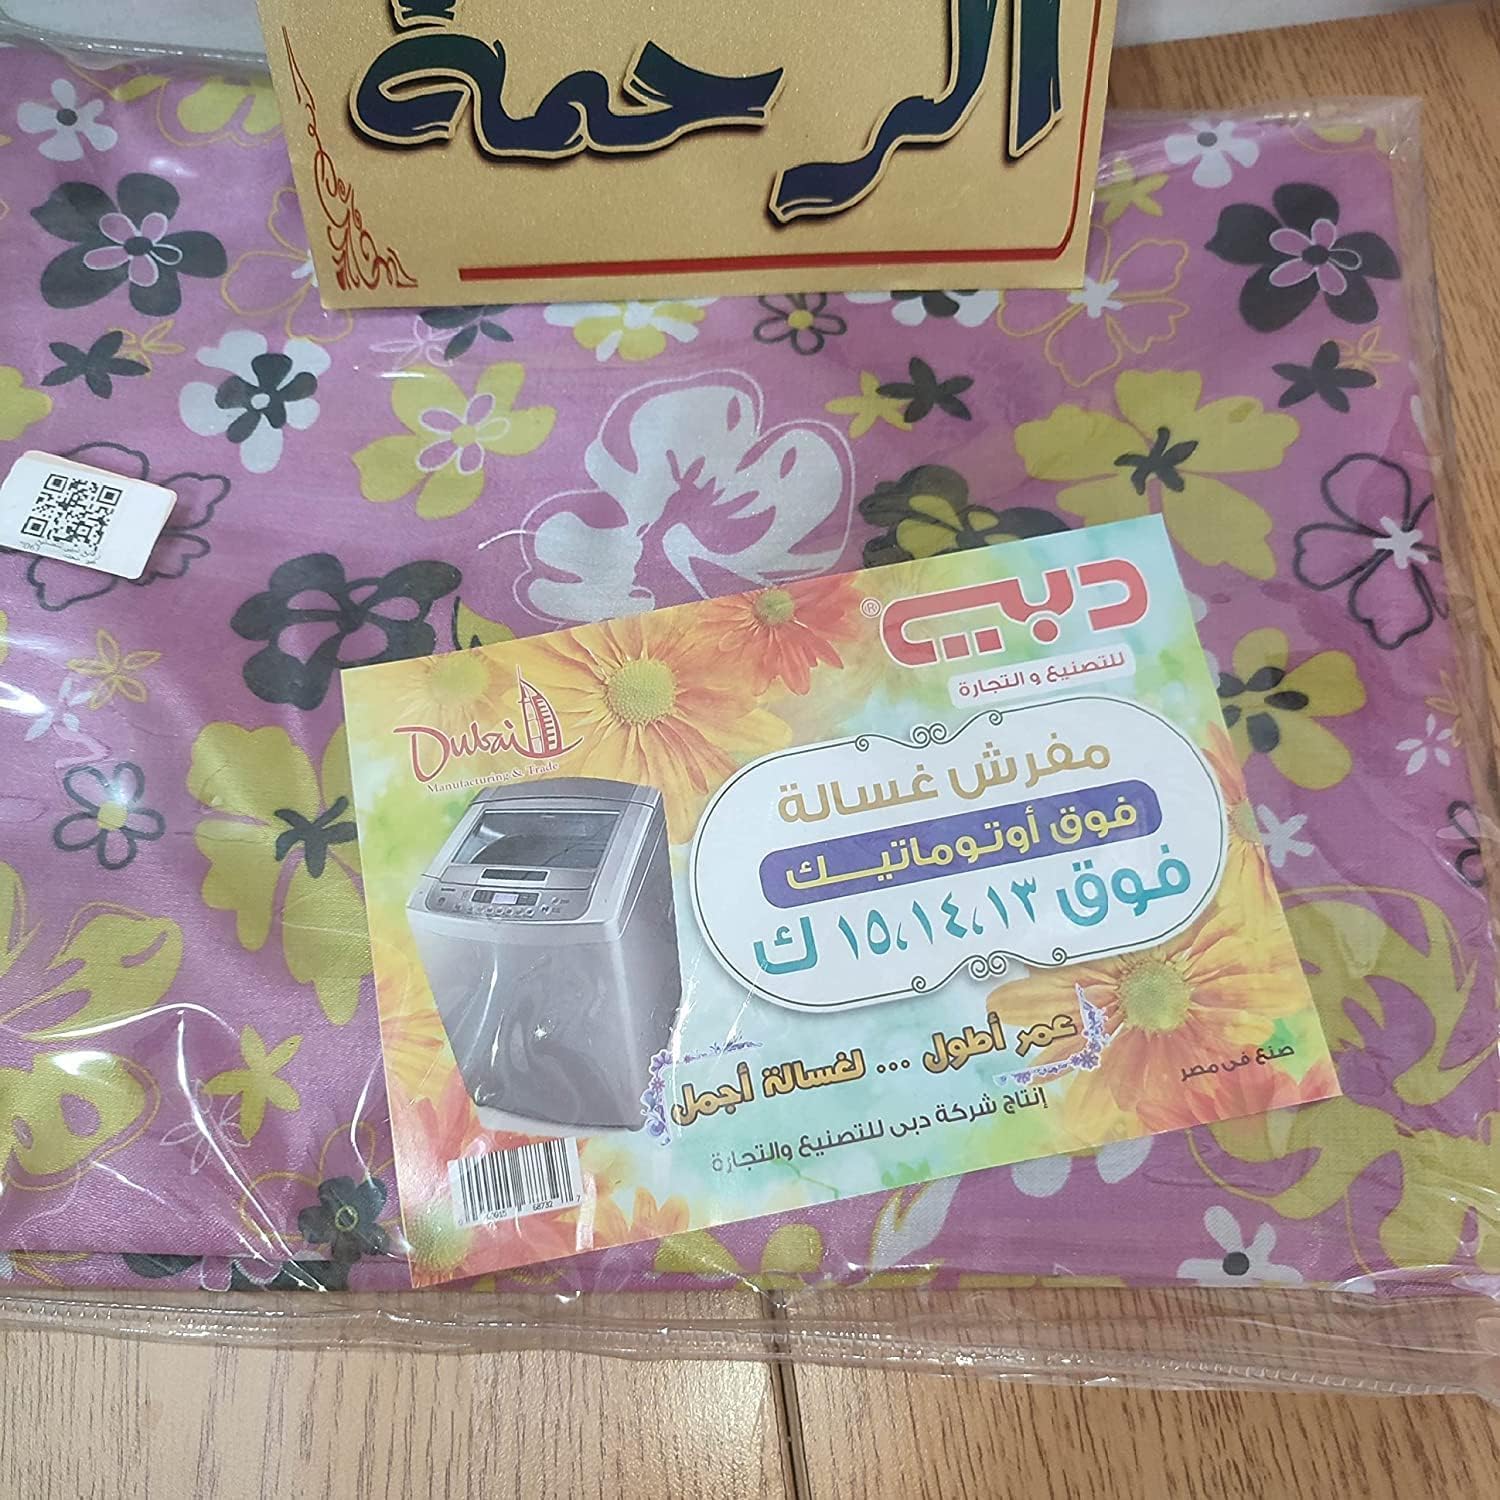 الرحمة
دبي ®
للتصنيع و التجارة
Dubai
Manufacturing & Trade
مفرش غسالة
فوق أوتوماتيك
فوق ١٣،١٤،١٥ ك
عمر أطول ... لغسالة أجمل
صنع فى مصر
إنتاج شركة دبى للتصنيع والتجارة